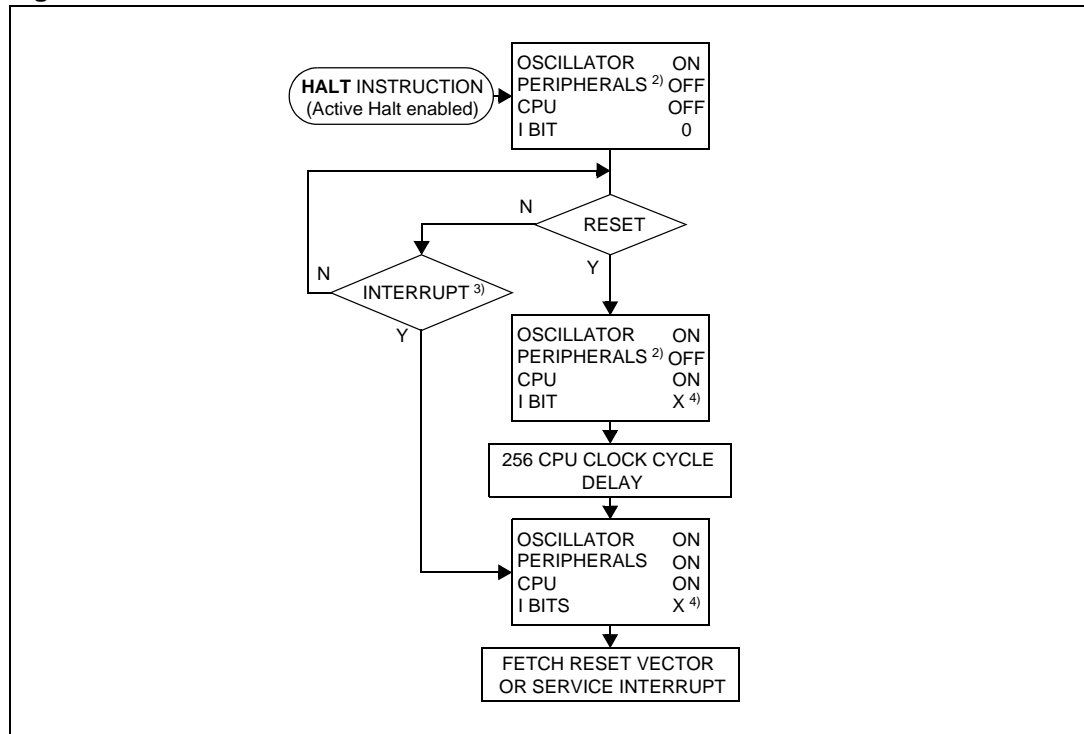 HALT INSTRUCTION
(Active Halt enabled)
OSCILLATOR ON
PERIPHERALS 2) OFF
CPU OFF
I BIT 0
N
RESET
Y
N
INTERRUPT 3)
Y
OSCILLATOR ON
PERIPHERALS 2) OFF
CPU ON
I BIT X 4)
256 CPU CLOCK CYCLE
DELAY
OSCILLATOR ON
PERIPHERALS ON
CPU ON
I BITS X 4)
FETCH RESET VECTOR
OR SERVICE INTERRUPT